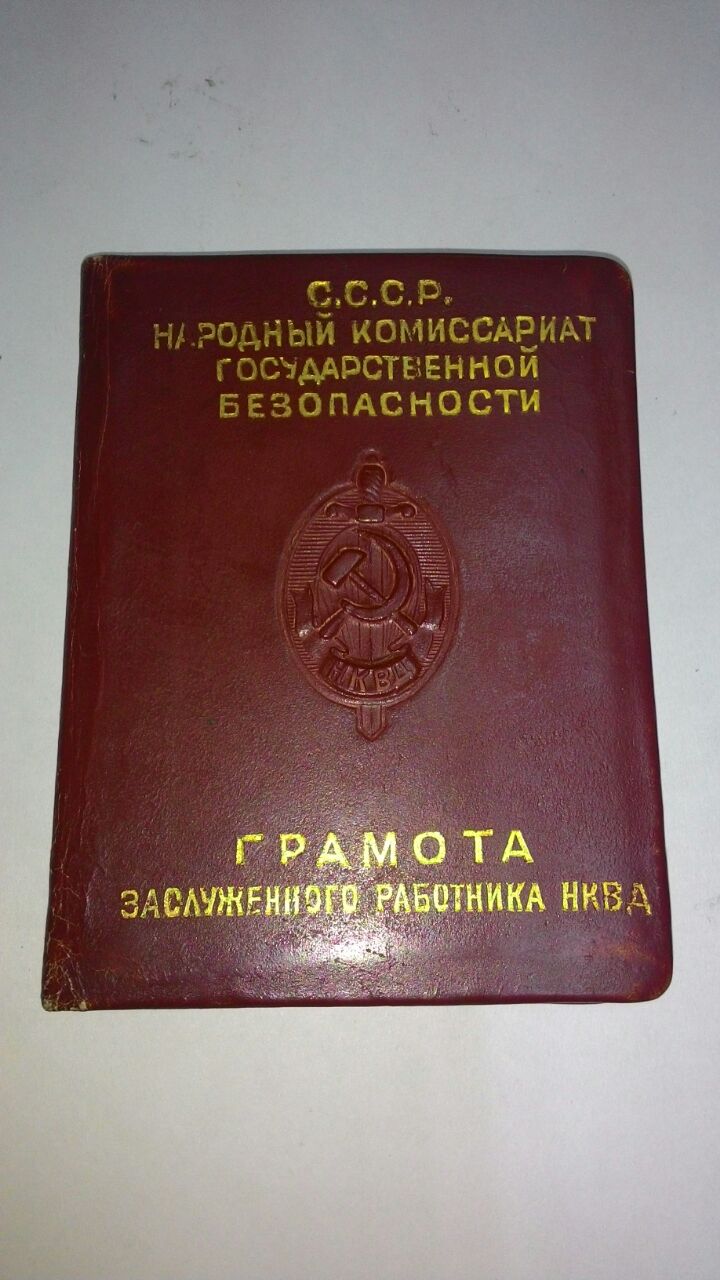 С.С.С.Р.
НАРОДНЫЙ КОМИССАРИАТ
ГОСУДАРСТВЕННОЙ
БЕЗОПАСНОСТИ
НКВД
ГРАМОТА
ЗАСЛУЖЕННОГО РАБОТНИКА НКВД